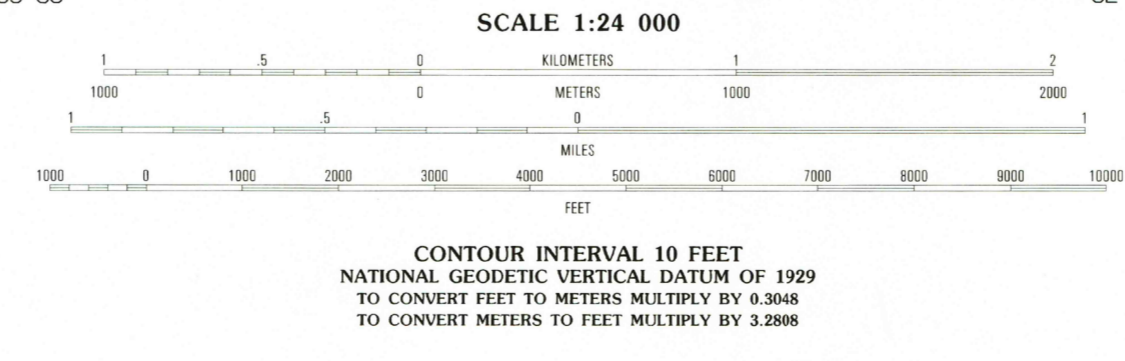 SCALE 1:24 000
1 .5 0 KILOMETERS 1 2
1000 0 METERS 1000 2000
1 .5 0 1
MILES
1000 0 1000 2000 3000 4000 5000 6000 7000 8000 9000 10000
FEET
CONTOUR INTERVAL 10 FEET
NATIONAL GEODETIC VERTICAL DATUM OF 1929
TO CONVERT FEET TO METERS MULTIPLY BY 0.3048
TO CONVERT METERS TO FEET MULTIPLY BY 3.2808